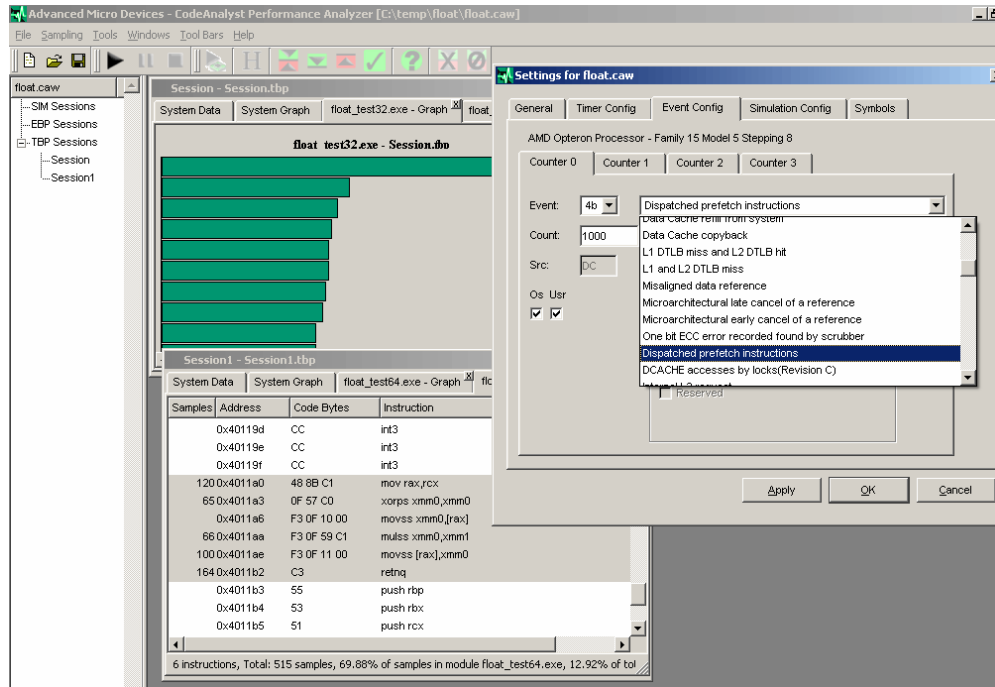 Advanced Micro Devices - CodeAnalyst Performance Analyzer [C:\temp\float\float.caw]
File Sampling Tools Windows Tool Bars Help
float.caw
SIM Sessions
EBP Sessions
TBP Sessions
Session
Session1
Session - Session.tbp
System Data System Graph float_test32.exe - Graph float_
float_test32.exe - Session.tbp
Session1 - Session1.tbp
System Data System Graph float_test64.exe - Graph
Samples Address Code Bytes Instruction
0x40119d CC int3
0x40119e CC int3
0x40119f CC int3
120 0x4011a0 48 8B C1 mov rax,rcx
65 0x4011a3 0F 57 C0 xorps xmm0,xmm0
0x4011a6 F3 0F 10 00 movss xmm0,[rax]
66 0x4011aa F3 0F 59 C1 mulss xmm0,xmm1
100 0x4011ae F3 0F 11 00 movss [rax],xmm0
164 0x4011b2 C3 retnq
0x4011b3 55 push rbp
0x4011b4 53 push rbx
0x4011b5 51 push rcx
6 instructions, Total: 515 samples, 69.88% of samples in module float_test64.exe, 12.92% of
Settings for float.caw
General Timer Config Event Config Simulation Config Symbols
AMD Opteron Processor - Family 15 Model 5 Stepping 8
Counter 0 Counter 1 Counter 2 Counter 3
Event: 4b Dispatched prefetch instructions
Data Cache refill from system
Count: 1000 Data Cache copyback
L1 DTLB miss and L2 DTLB hit
Src: DC L1 and L2 DTLB miss
Misaligned data reference
Os Usr Microarchitectural late cancel of a reference
Microarchitectural early cancel of a reference
One bit ECC error recorded found by scrubber
Dispatched prefetch instructions
DCACHE accesses by locks(Revision C)
Reserved
Apply OK Cancel